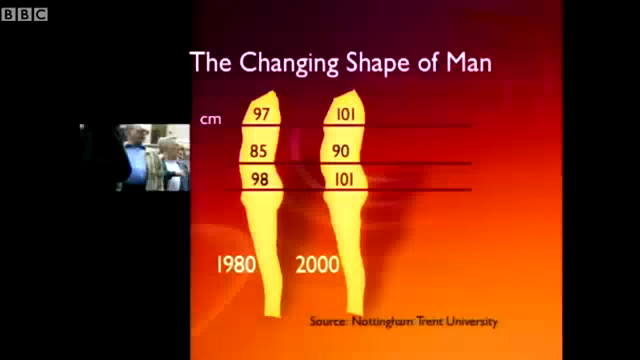 BBC
The Changing Shape of Man
cm 97 101
85 90
98 101
1980 2000
Source: Nottingham Trent University